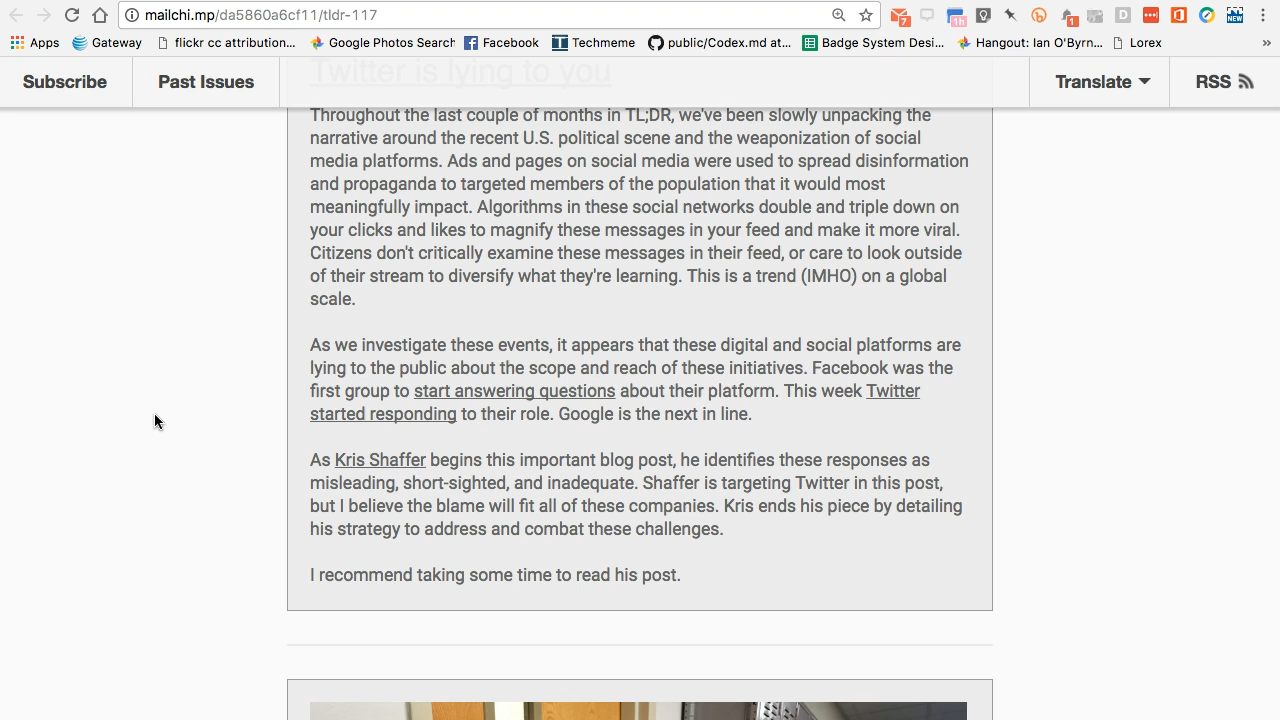 mailchi.mp/da5860a6cf11/tldr-117
7
1h
1
D
NEW
Apps Gateway flickr cc attribution... Google Photos Search Facebook Techmeme public/Codex.md at... Badge System Desi... Hangout: Ian O'Byrn... Lorex »
Subscribe Past Issues Translate RSS
Twitter is lying to you
Throughout the last couple of months in TL;DR, we've been slowly unpacking the
narrative around the recent U.S. political scene and the weaponization of social
media platforms. Ads and pages on social media were used to spread disinformation
and propaganda to targeted members of the population that it would most
meaningfully impact. Algorithms in these social networks double and triple down on
your clicks and likes to magnify these messages in your feed and make it more viral.
Citizens don't critically examine these messages in their feed, or care to look outside
of their stream to diversify what they're learning. This is a trend (IMHO) on a global
scale.
As we investigate these events, it appears that these digital and social platforms are
lying to the public about the scope and reach of these initiatives. Facebook was the
first group to start answering questions about their platform. This week Twitter
started responding to their role. Google is the next in line.
As Kris Shaffer begins this important blog post, he identifies these responses as
misleading, short-sighted, and inadequate. Shaffer is targeting Twitter in this post,
but I believe the blame will fit all of these companies. Kris ends his piece by detailing
his strategy to address and combat these challenges.
I recommend taking some time to read his post.